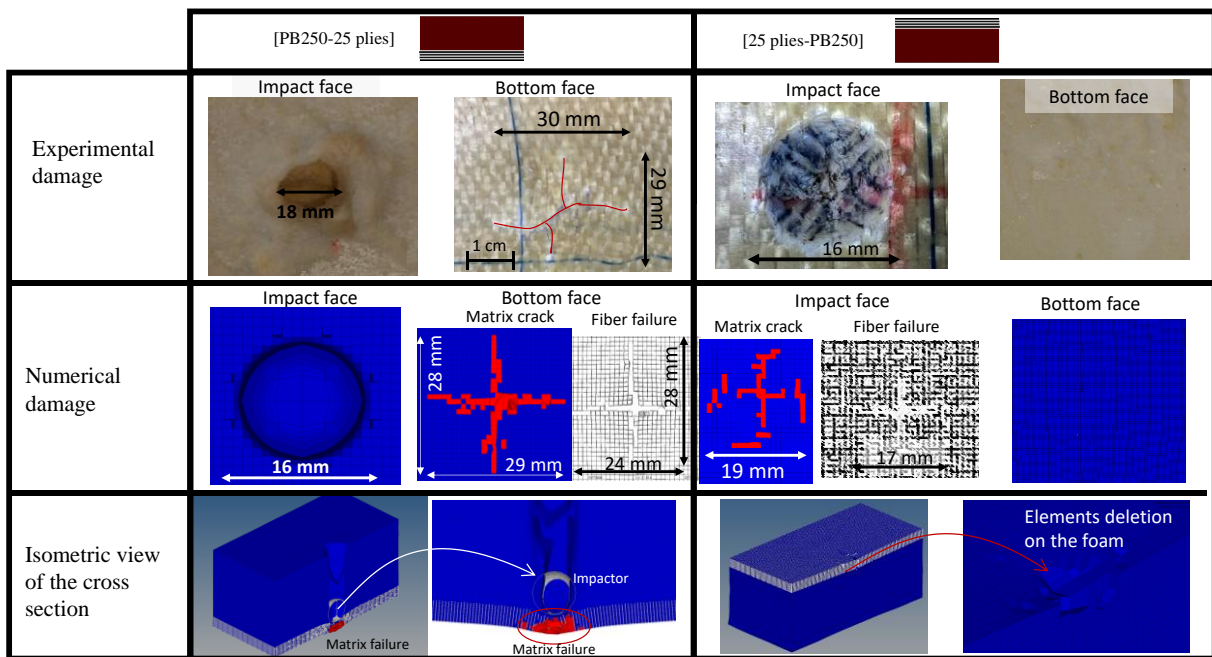 [PB250-25 plies]
[25 plies-PB250]
Experimental
damage
Impact face
18 mm
Bottom face
30 mm
29 mm
1 cm
Impact face
16 mm
Bottom face
Numerical
damage
Impact face
16 mm
Bottom face
Matrix crack
28 mm
29 mm
Fiber failure
28 mm
24 mm
Impact face
Matrix crack
19 mm
Fiber failure
17 mm
Bottom face
Isometric view
of the cross
section
Matrix failure
Impactor
Matrix failure
Elements deletion
on the foam